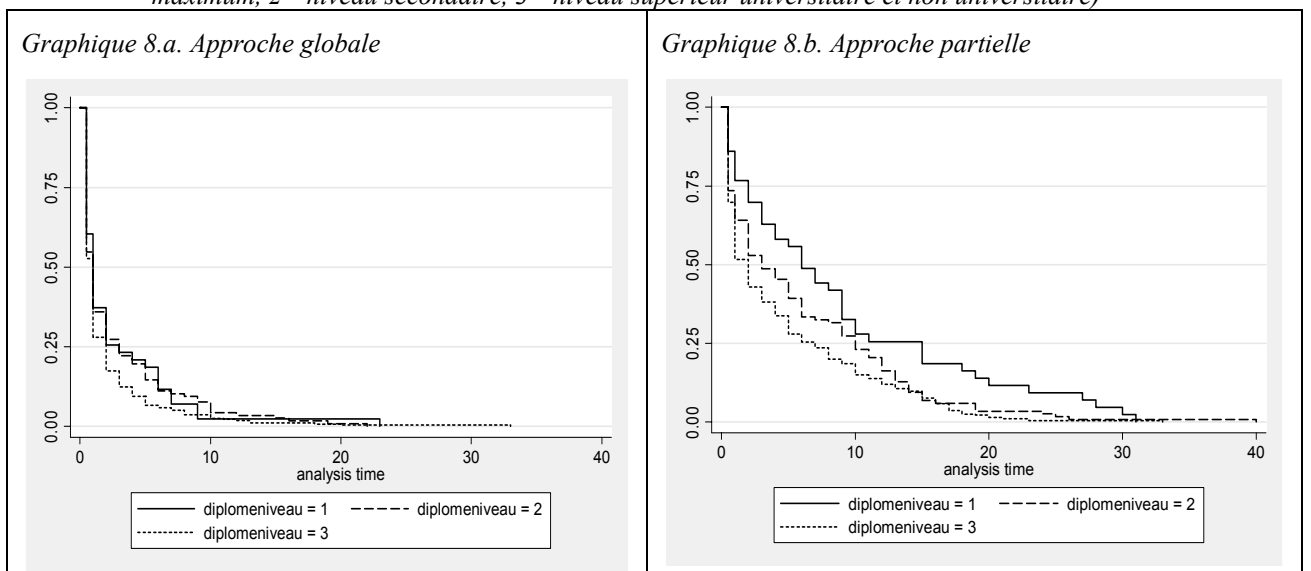 maximum, 2 = niveau secondaire, 3 = niveau supérieur universitaire et non universitaire)
Graphique 8.a. Approche globale
1.00
0.75
0.50
0.25
0.00
0 10 20 30 40
analysis time
diplomeniveau = 1 diplomeniveau = 2
diplomeniveau = 3
Graphique 8.b. Approche partielle
1.00
0.75
0.50
0.25
0.00
0 10 20 30 40
analysis time
diplomeniveau = 1 diplomeniveau = 2
diplomeniveau = 3